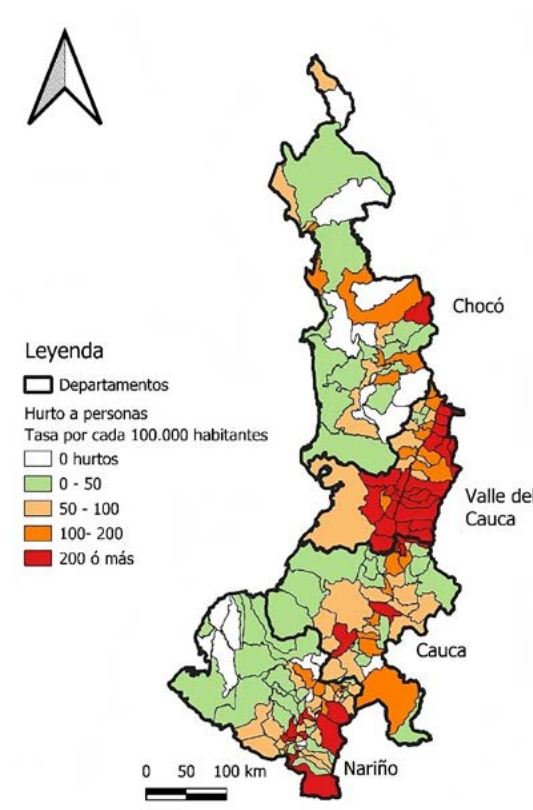 Chocó
Leyenda
Departamentos
Hurto a personas
Tasa por cada 100.000 habitantes
0 hurtos
0 - 50
50 - 100
100- 200
200 ó más
Valle del
Cauca
Cauca
Nariño
0 50 100 km